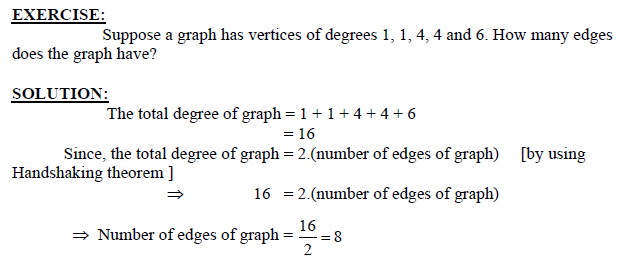 EXERCISE:
Suppose a graph has vertices of degrees 1, 1, 4, 4 and 6. How many edges
does the graph have?
SOLUTION:
The total degree of graph = 1 + 1 + 4 + 4 + 6
= 16
Since, the total degree of graph = 2.(number of edges of graph) [by using
Handshaking theorem ]
⇒ 16 = 2.(number of edges of graph)
⇒ Number of edges of graph = 16/2 = 8